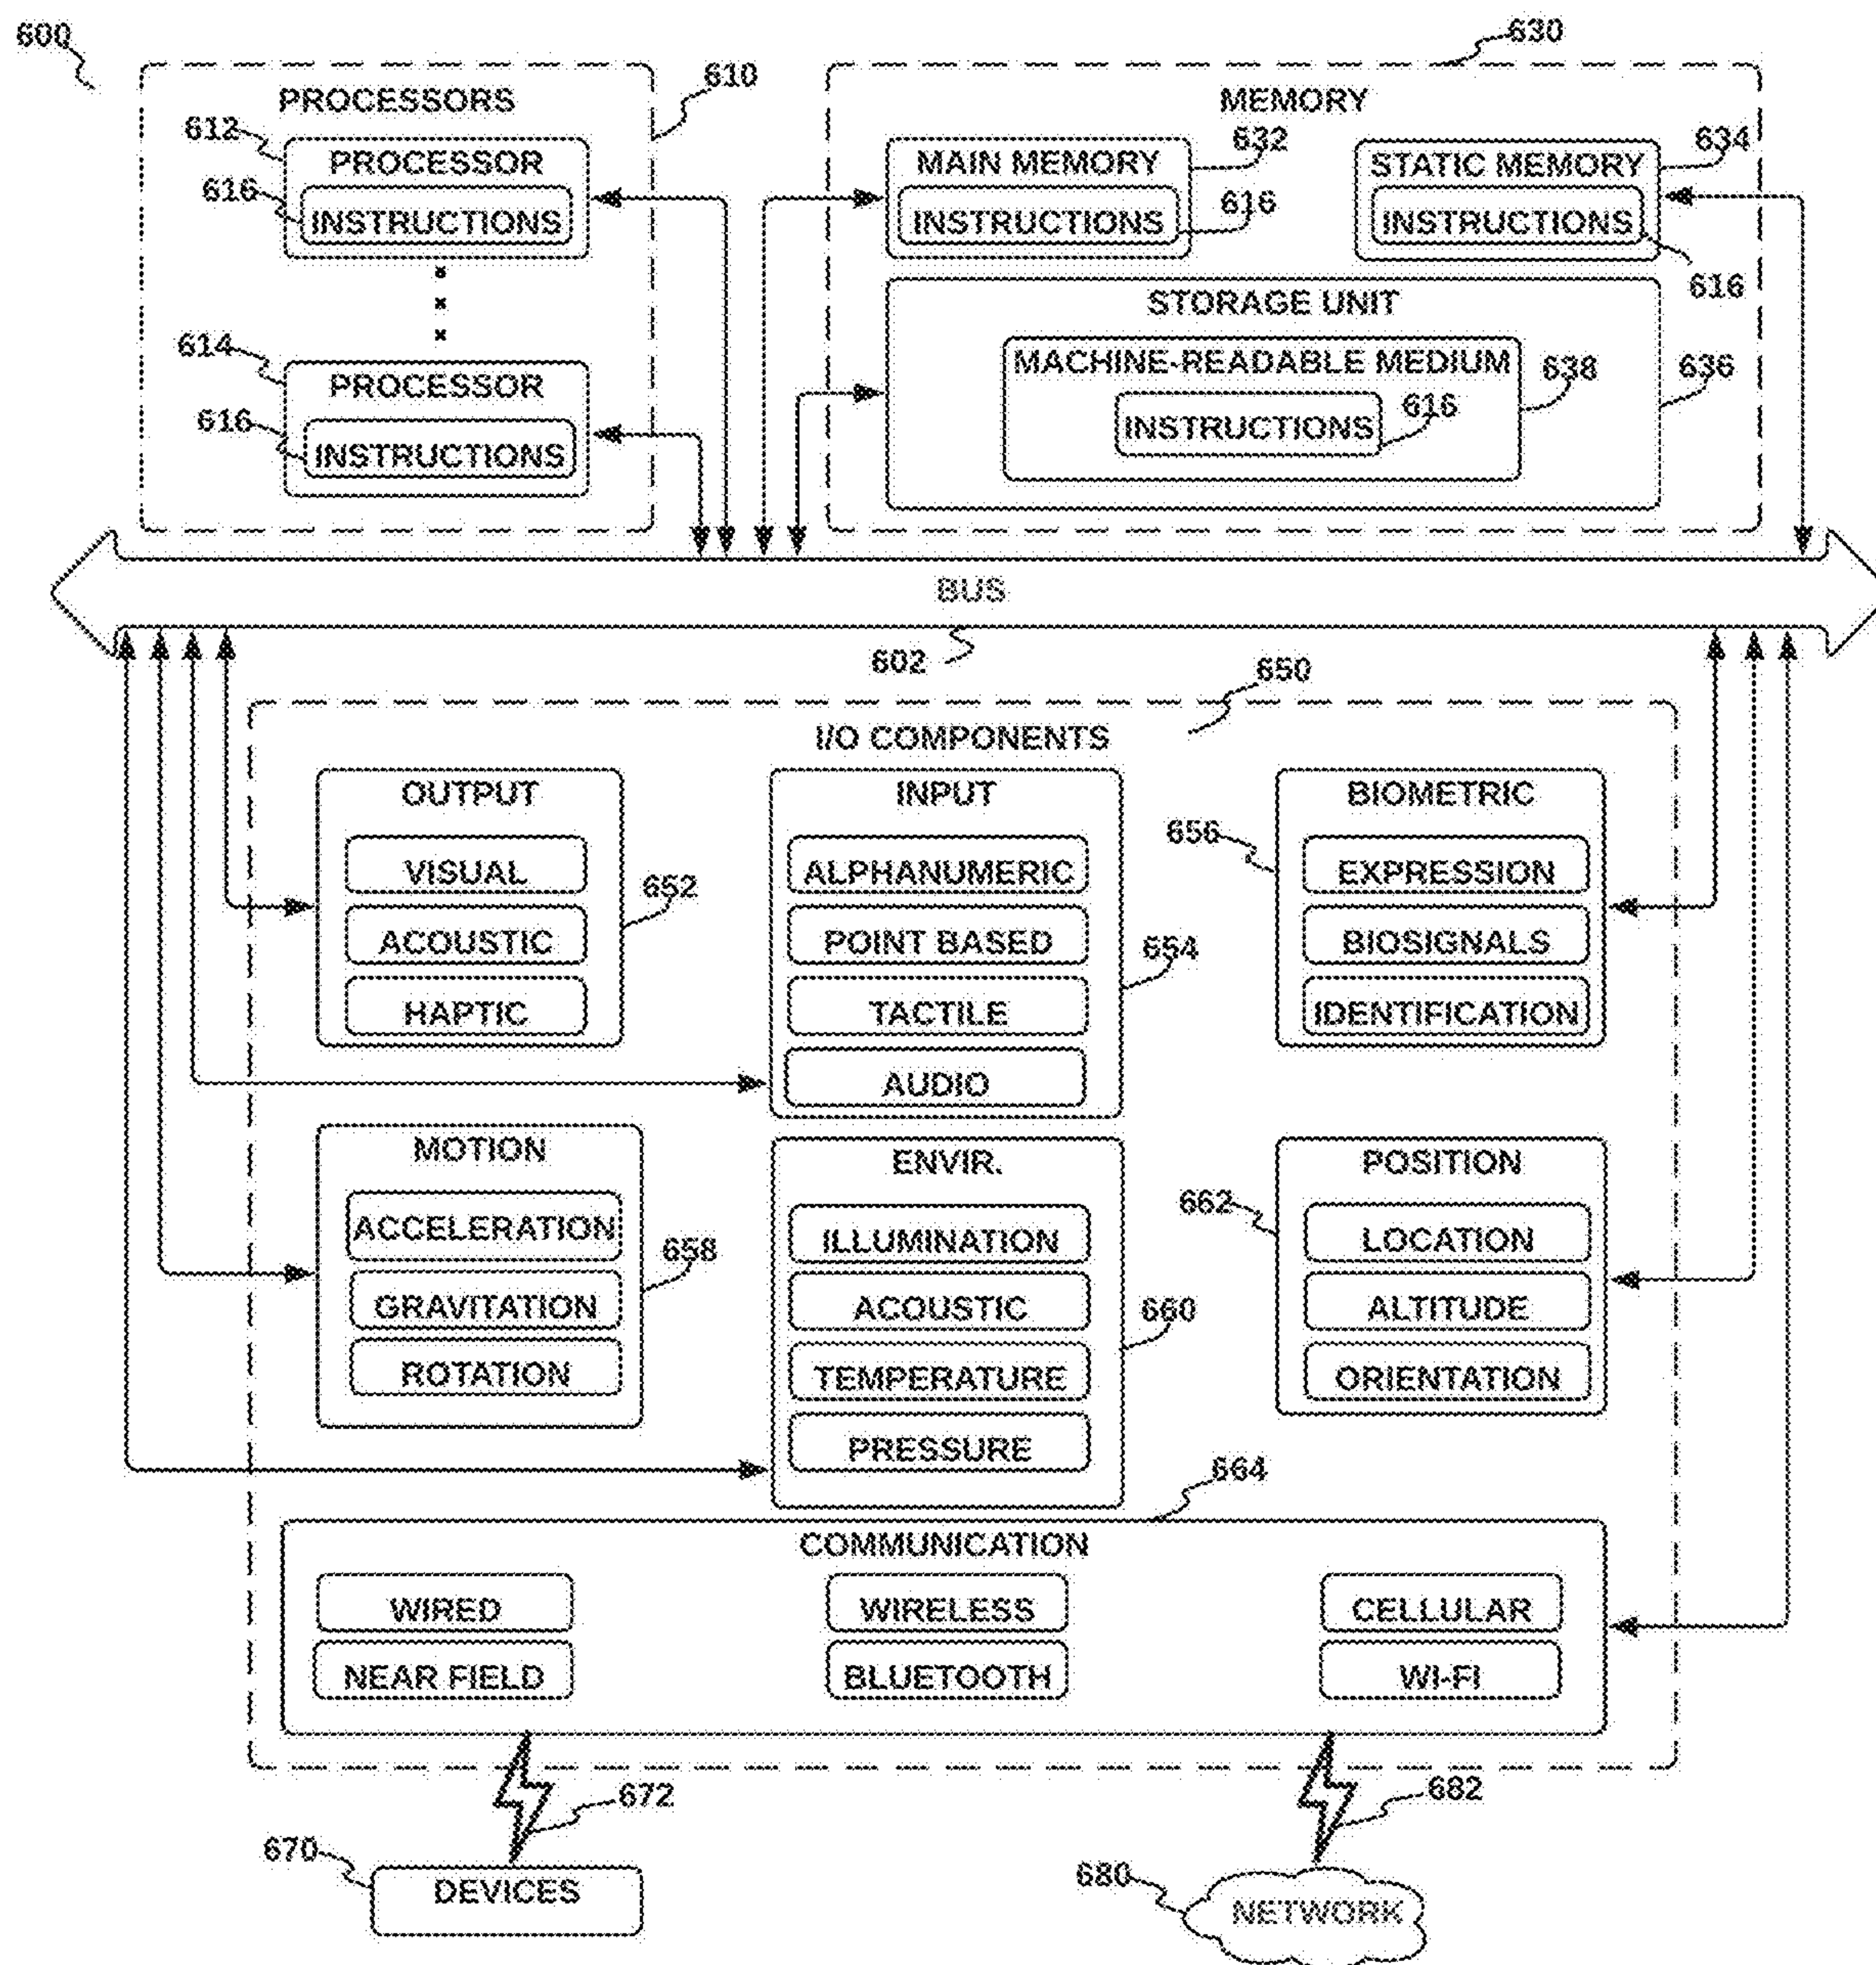 600
630
610
PROCESSORS
MEMORY
612
PROCESSOR
616
INSTRUCTIONS
614
PROCESSOR
616
INSTRUCTIONS
632
MAIN MEMORY
616
INSTRUCTIONS
634
STATIC MEMORY
INSTRUCTIONS
616
STORAGE UNIT
MACHINE-READABLE MEDIUM
638
636
616
INSTRUCTIONS
BUS
602
650
I/O COMPONENTS
OUTPUT
VISUAL
652
ACOUSTIC
HAPTIC
INPUT
ALPHANUMERIC
POINT BASED
654
TACTILE
AUDIO
BIOMETRIC
656
EXPRESSION
BIOSIGNALS
IDENTIFICATION
MOTION
ACCELERATION
658
GRAVITATION
ROTATION
ENVIR.
ILLUMINATION
ACOUSTIC
660
TEMPERATURE
PRESSURE
POSITION
662
LOCATION
ALTITUDE
ORIENTATION
664
COMMUNICATION
WIRED
WIRELESS
CELLULAR
NEAR FIELD
BLUETOOTH
WI-FI
672
682
670
DEVICES
680
NETWORK